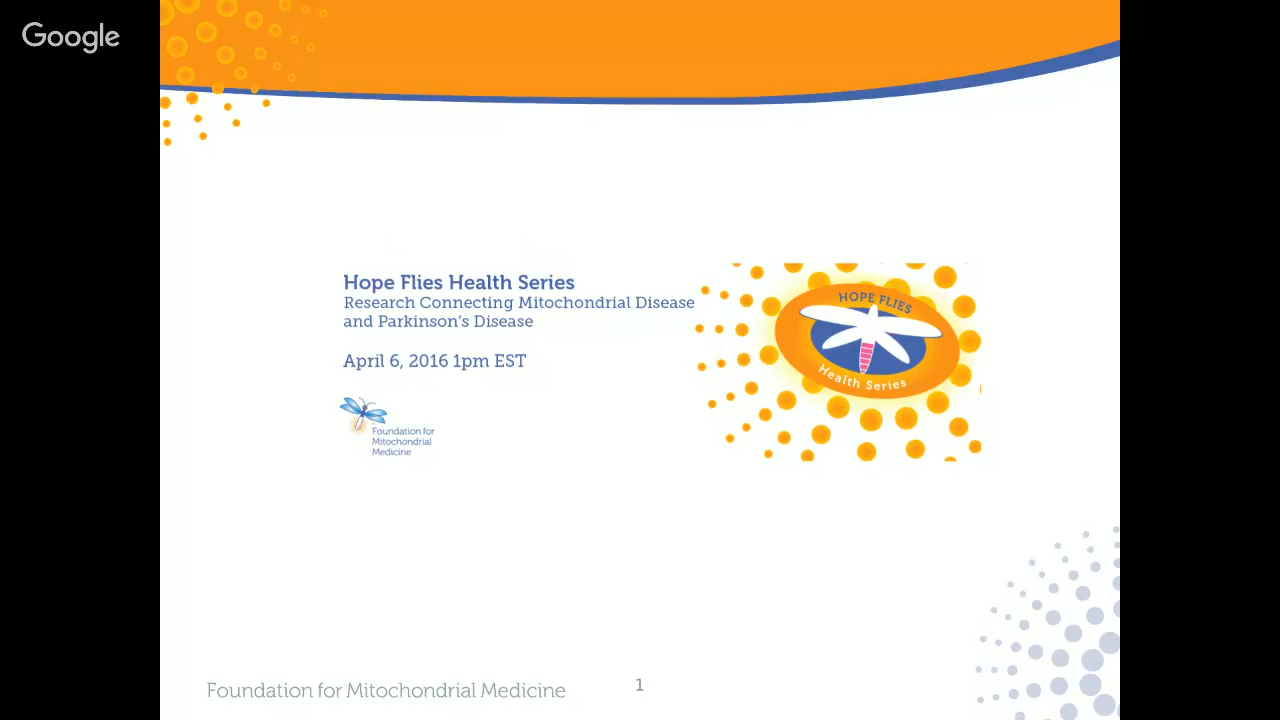 Google
Hope Flies Health Series
Research Connecting Mitochondrial Disease
and Parkinson's Disease
April 6, 2016 1pm EST
Foundation for
Mitochondrial
Medicine
HOPE FLIES
Health Series
Foundation for Mitochondrial Medicine
1